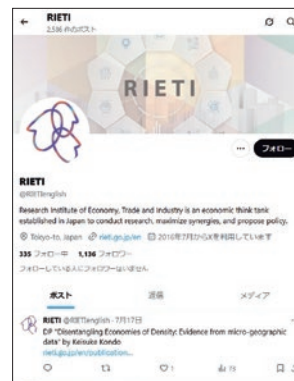 RIETI
2,586 件のポスト
RIETI
フォロー
RIETI
@RIETIenglish
Research Institute of Economy, Trade and Industry is an economic think tank
established in Japan to conduct research, maximize synergies, and propose policy.
Tokyo-to, Japan rieti.go.jp/en 2016年7月からXを利用しています
335 フォロー中 1,136 フォロワー
フォローしている人にフォロワーはいません
ポスト 返信 メディア
RIETI @RIETIenglish · 7月17日
DP "Disentangling Economies of Density: Evidence from micro-geographic
data" by Keisuke Kondo
rieti.go.jp/en/publication...
1 73